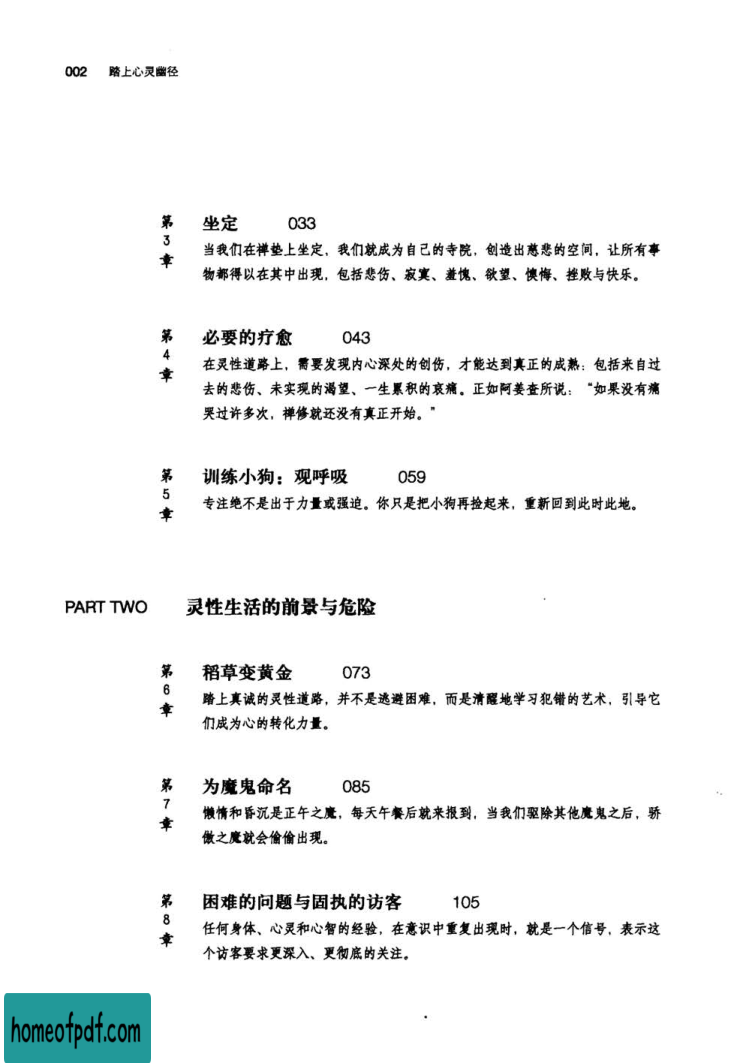 002 踏上心灵幽径
第3章 坐定 033
当我们在禅垫上坐定，我们就成为自己的寺院，创造出慈悲的空间，让所有事
物都得以在其中出现，包括悲伤、寂寞、羞愧、欲望、懊悔、挫败与快乐。
第4章 必要的疗愈 043
在灵性道路上，需要发现内心深处的创伤，才能达到真正的成熟：包括来自过
去的悲伤、未实现的渴望、一生累积的哀痛。正如阿姜查所说：“如果没有痛
哭过许多次，禅修就还没有真正开始。”
第5章 训练小狗：观呼吸 059
专注绝不是出于力量或强迫。你只是把小狗再捡起来，重新回到此时此地。
PART TWO 灵性生活的前景与危险
第6章 稻草变黄金 073
踏上真诚的灵性道路，并不是逃避困难，而是清醒地学习犯错的艺术，引导它
们成为心的转化力量。
第7章 为魔鬼命名 085
懒惰和昏沉是正午之魔，每天午餐后就来报到，当我们驱除其他魔鬼之后，骄
傲之魔就会偷偷出现。
第8章 困难的问题与固执的访客 105
任何身体、心灵和心智的经验，在意识中重复出现时，就是一个信号，表示这
个访客要求更深入、更彻底的关注。
homeofpdf.com